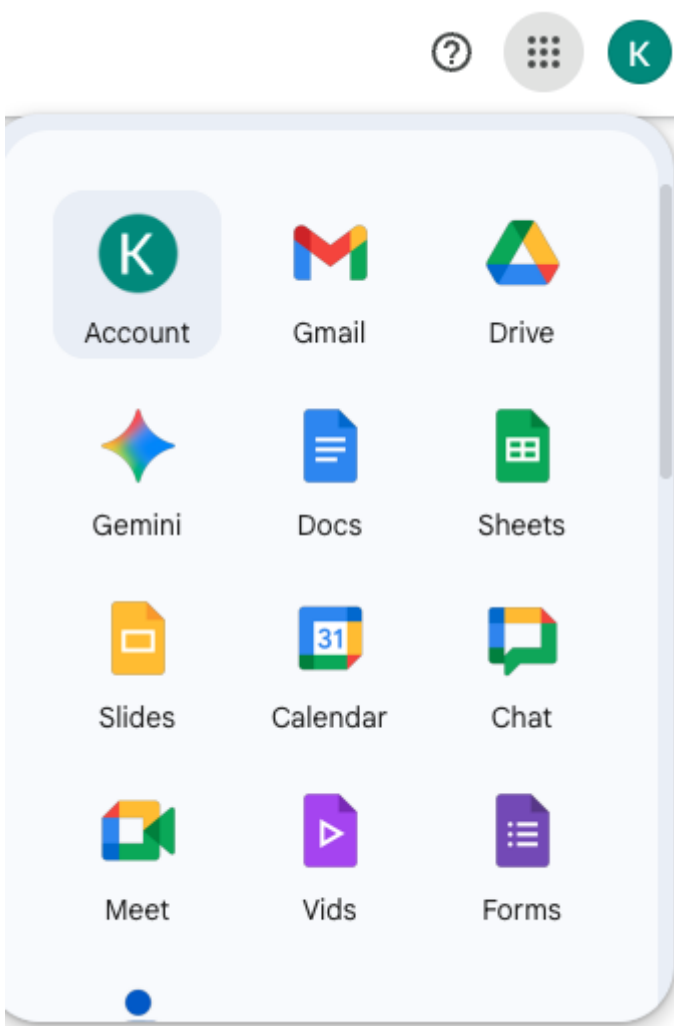 ?
K
K
Account
Gmail
Drive
Gemini
Docs
Sheets
Slides
31
Calendar
Chat
Meet
Vids
Forms